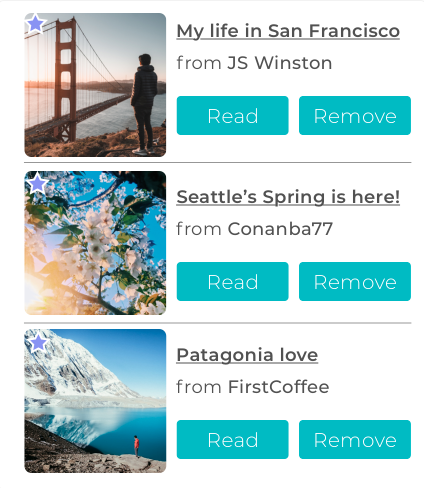 My life in San Francisco
from JS Winston
Read Remove
Seattle’s Spring is here!
from Conanba77
Read Remove
Patagonia love
from FirstCoffee
Read Remove